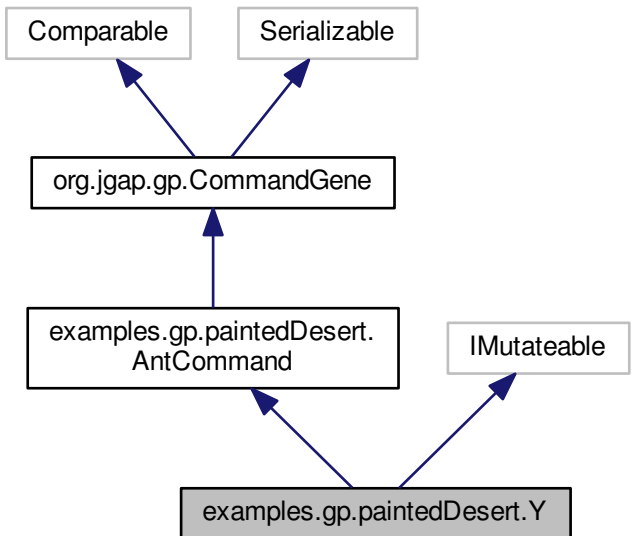 Comparable
Serializable
org.jgap.gp.CommandGene
examples.gp.paintedDesert.
AntCommand
IMutateable
examples.gp.paintedDesert.Y